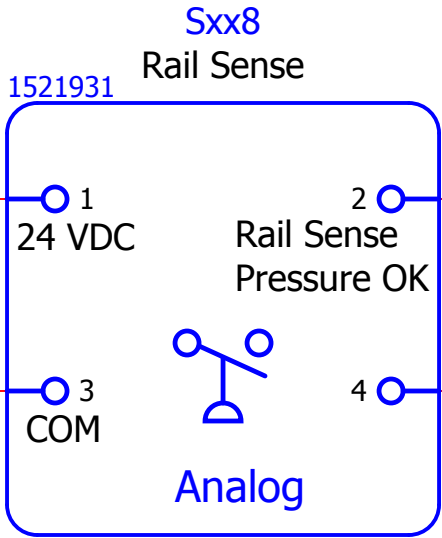 Sxx8
Rail Sense
1521931
1 2
24 VDC Rail Sense
Pressure OK
3 4
COM
Analog